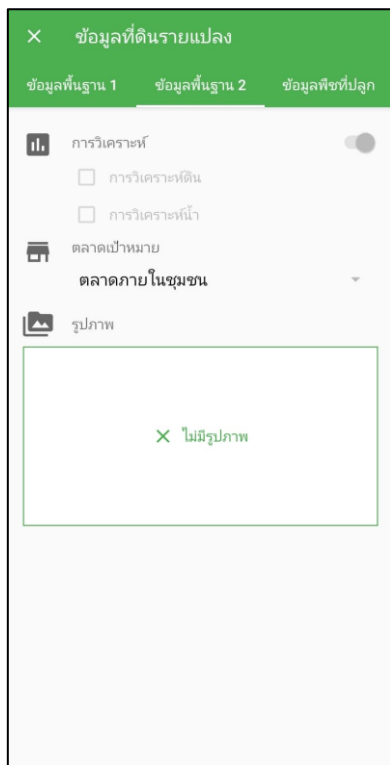 ข้อมูลที่ดินรายแปลง
ข้อมูลพื้นฐาน 1 ข้อมูลพื้นฐาน 2 ข้อมูลพืชที่ปลูก
การวิเคราะห์
การวิเคราะห์ดิน
การวิเคราะห์น้ำ
ตลาดเป้าหมาย
ตลาดภายในชุมชน
รูปภาพ
ไม่มีรูปภาพ